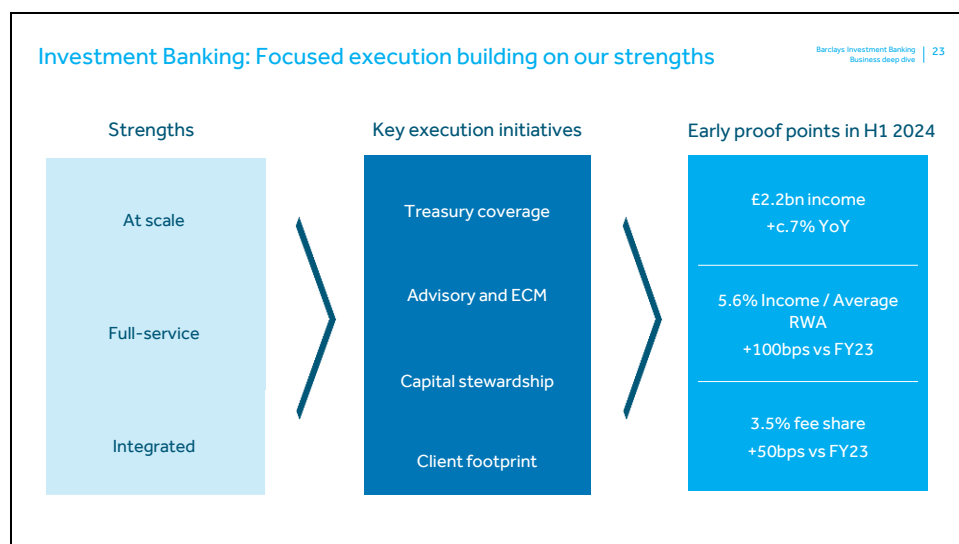 Investment Banking: Focused execution building on our strengths
Barclays Investment Banking
Business deep dive
23
Strengths
At scale
Full-service
Integrated
Key execution initiatives
Treasury coverage
Advisory and ECM
Capital stewardship
Client footprint
Early proof points in H1 2024
£2.2bn income
+c.7% YoY
5.6% Income / Average
RWA
+100bps vs FY23
3.5% fee share
+50bps vs FY23